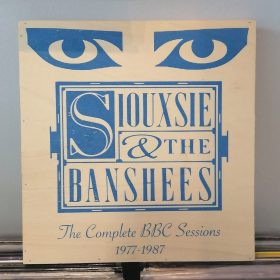 SIOUXSIE
& THE
BANSHEES
The Complete BBC Sessions
1977-1987